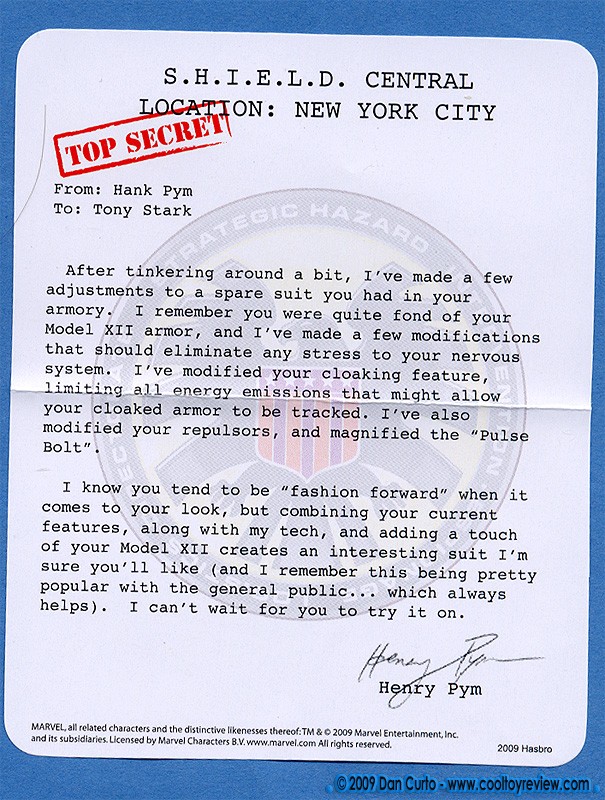 S.H.I.E.L.D. CENTRAL
LOCATION: NEW YORK CITY
TOP SECRET
From: Hank Pym
To: Tony Stark
STRATEGIC HAZARD
After tinkering around a bit, I've made a few
adjustments to a spare suit you had in your
armory. I remember you were quite fond of your
Model XII armor, and I've made a few modifications
that should eliminate any stress to your nervous
system. I've modified your cloaking feature,
limiting all energy emissions that might allow
your cloaked armor to be tracked. I've also
modified your repulsors, and magnified the “Pulse
Bolt”.
I know you tend to be “fashion forward” when it
comes to your look, but combining your current
features, along with my tech, and adding a touch
of your Model XII creates an interesting suit I'm
sure you'll like (and I remember this being pretty
popular with the general public... which always
helps). I can't wait for you to try it on.
Henry Pym
Henry Pym
MARVEL, all related characters and the distinctive likenesses thereof: TM & © 2009 Marvel Entertainment, Inc.
and its subsidiaries. Licensed by Marvel Characters B.V. www.marvel.com All rights reserved.
2009 Hasbro
© 2009 Dan Curto - www.cooltoyreview.com